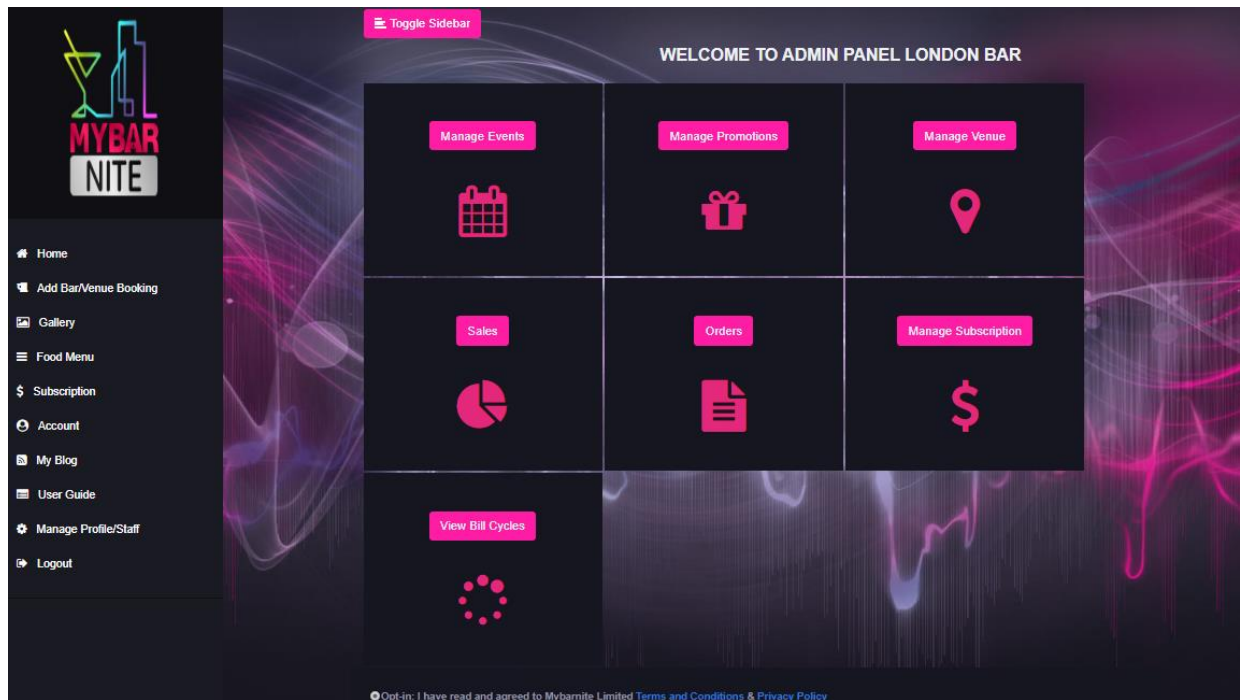 MYBAR
NITE
Home
Add Bar/Venue Booking
Gallery
Food Menu
Subscription
Account
My Blog
User Guide
Manage Profile/Staff
Logout
Toggle Sidebar
WELCOME TO ADMIN PANEL LONDON BAR
Manage Events
Manage Promotions
Manage Venue
Sales
Orders
Manage Subscription
View Bill Cycles
Opt-in: I have read and agreed to Mybarnite Limited Terms and Conditions & Privacy Policy